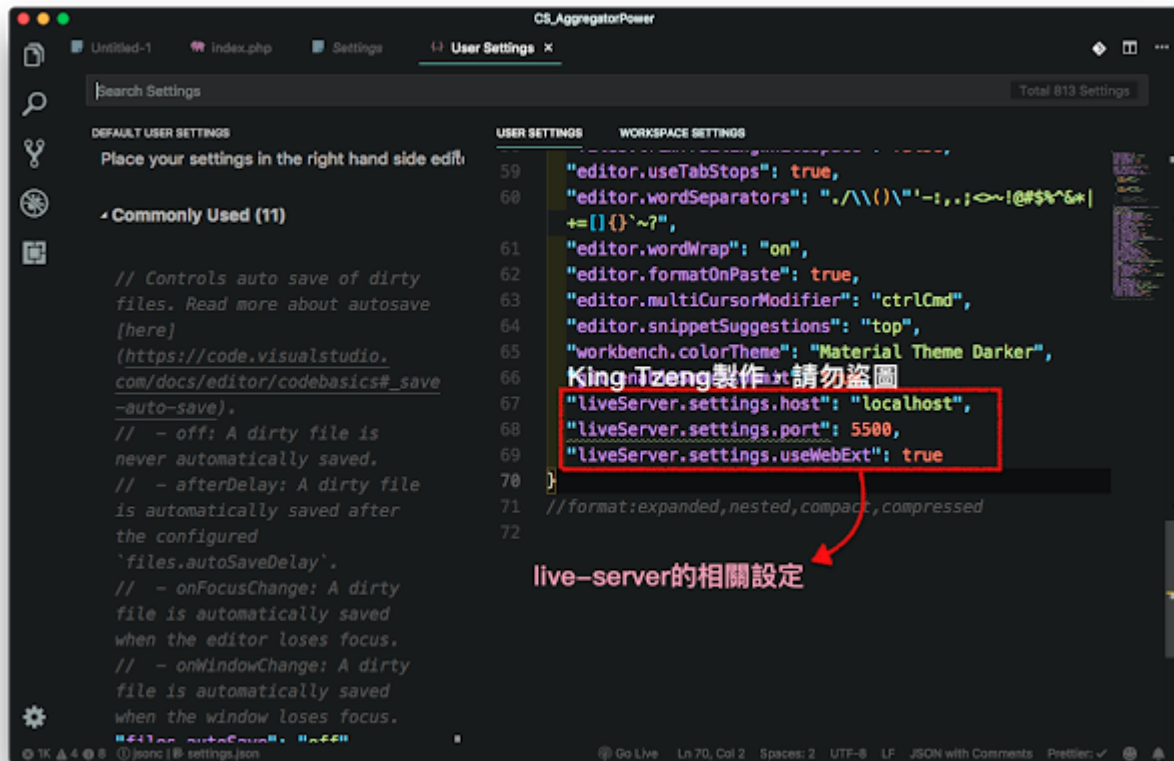 CS_AggregatorPower
Untitled-1
index.php
Settings
User Settings ×
Search Settings
Total 813 Settings
DEFAULT USER SETTINGS
Place your settings in the right hand side edit
Commonly Used (11)
// Controls auto save of dirty
files. Read more about autosave
[here]
(https://code.visualstudio.
com/docs/editor/codebasics#_save
-auto-save).
// - off: A dirty file is
never automatically saved.
// - afterDelay: A dirty file
is automatically saved after
the configured
`files.autoSaveDelay`.
// - onFocusChange: A dirty
file is automatically saved
when the editor loses focus.
// - onWindowChange: A dirty
file is automatically saved
when the window loses focus.
"files.autoSave": "off"
USER SETTINGS
WORKSPACE SETTINGS
59 "editor.useTabStops": true,
60 "editor.wordSeparators": "./\\()\"'-:,.;<>~!@#$%^&*|
+=[]{}`~?",
61 "editor.wordWrap": "on",
62 "editor.formatOnPaste": true,
63 "editor.multiCursorModifier": "ctrlCmd",
64 "editor.snippetSuggestions": "top",
65 "workbench.colorTheme": "Material Theme Darker",
66
King Tzeng製作，請勿盜圖
67 "liveServer.settings.host": "localhost",
68 "liveServer.settings.port": 5500,
69 "liveServer.settings.useWebExt": true
70 }
71 //format:expanded,nested,compact,compressed
72
live-server的相關設定
1K 4 8 jsonc settings.json
Go Live Ln 70, Col 2 Spaces: 2 UTF-8 LF JSON with Comments Prettier: ✓